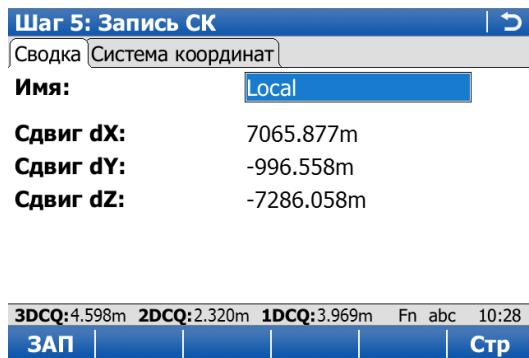 Шаг 5: Запись СК
Сводка Система координат
Имя: Local
Сдвиг dX: 7065.877m
Сдвиг dY: -996.558m
Сдвиг dZ: -7286.058m
3DCQ:4.598m 2DCQ:2.320m 1DCQ:3.969m Fn abc 10:28
ЗАП Стр